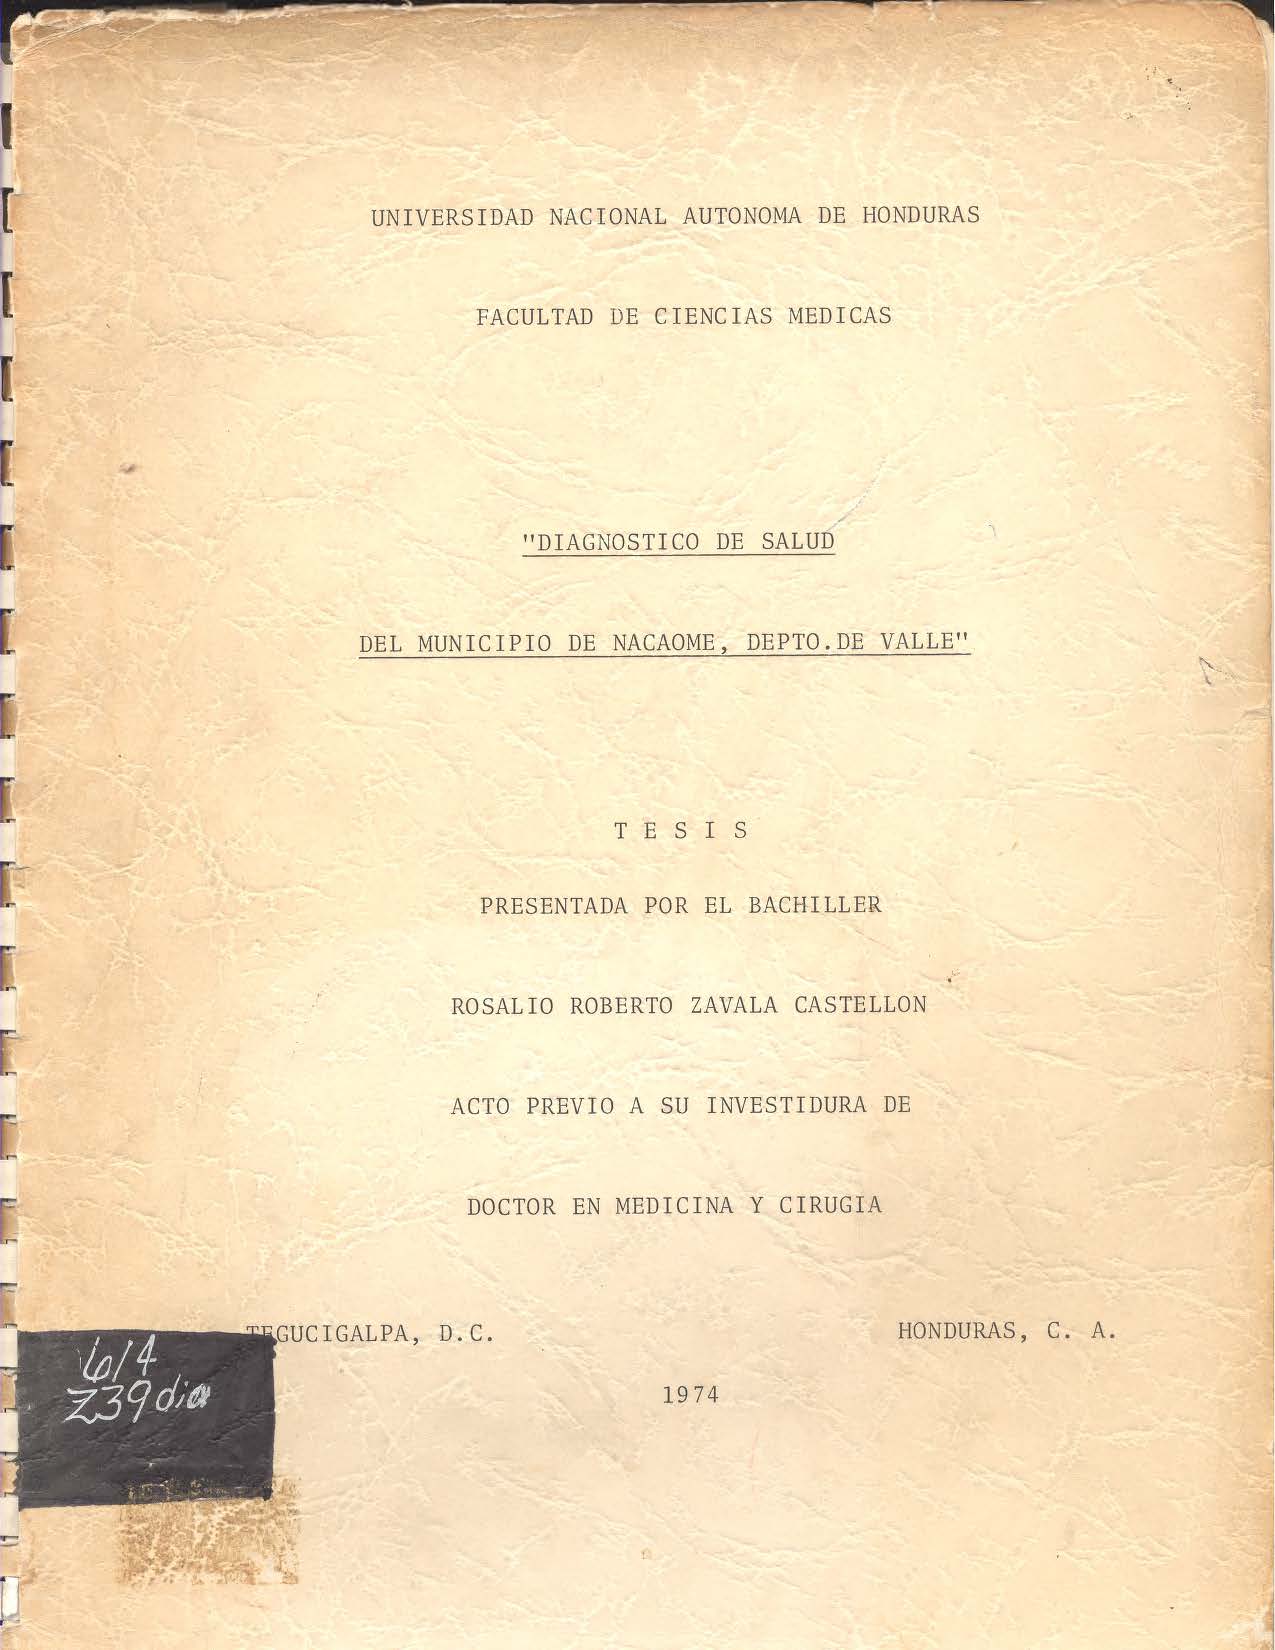 UNIVERSIDAD NACIONAL AUTONOMA DE HONDURAS
FACULTAD DE CIENCIAS MEDICAS
"DIAGNOSTICO DE SALUD
DEL MUNICIPIO DE NACAOME, DEPTO.DE VALLE"
T E S I S
PRESENTADA POR EL BACHILLER
ROSALIO ROBERTO ZAVALA CASTELLON
ACTO PREVIO A SU INVESTIDURA DE
DOCTOR EN MEDICINA Y CIRUGIA
TEGUCIGALPA, D.C. HONDURAS, C. A.
1974
614
Z39dia